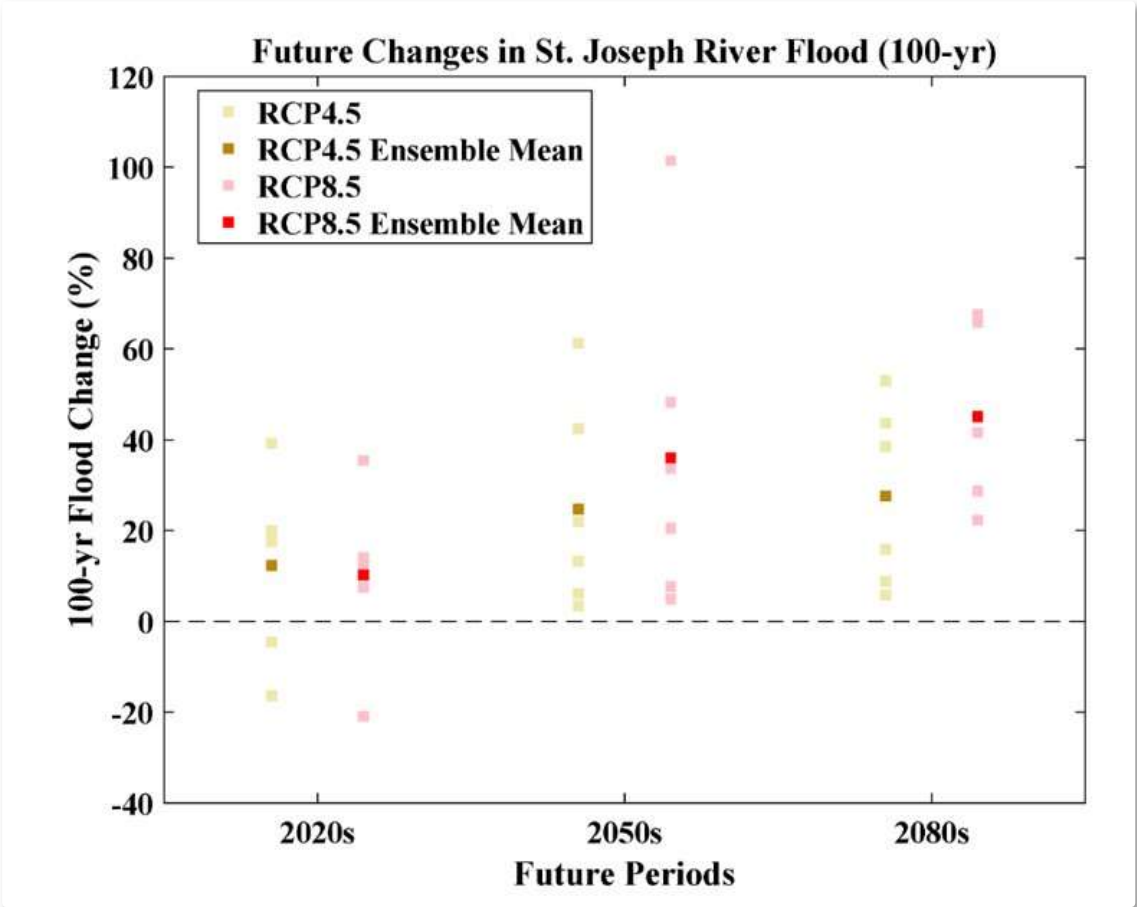 Future Changes in St. Joseph River Flood (100-yr)
120
100
80
60
40
20
0
-20
-40
100-yr Flood Change (%)
RCP4.5
RCP4.5 Ensemble Mean
RCP8.5
RCP8.5 Ensemble Mean
2020s 2050s 2080s
Future Periods